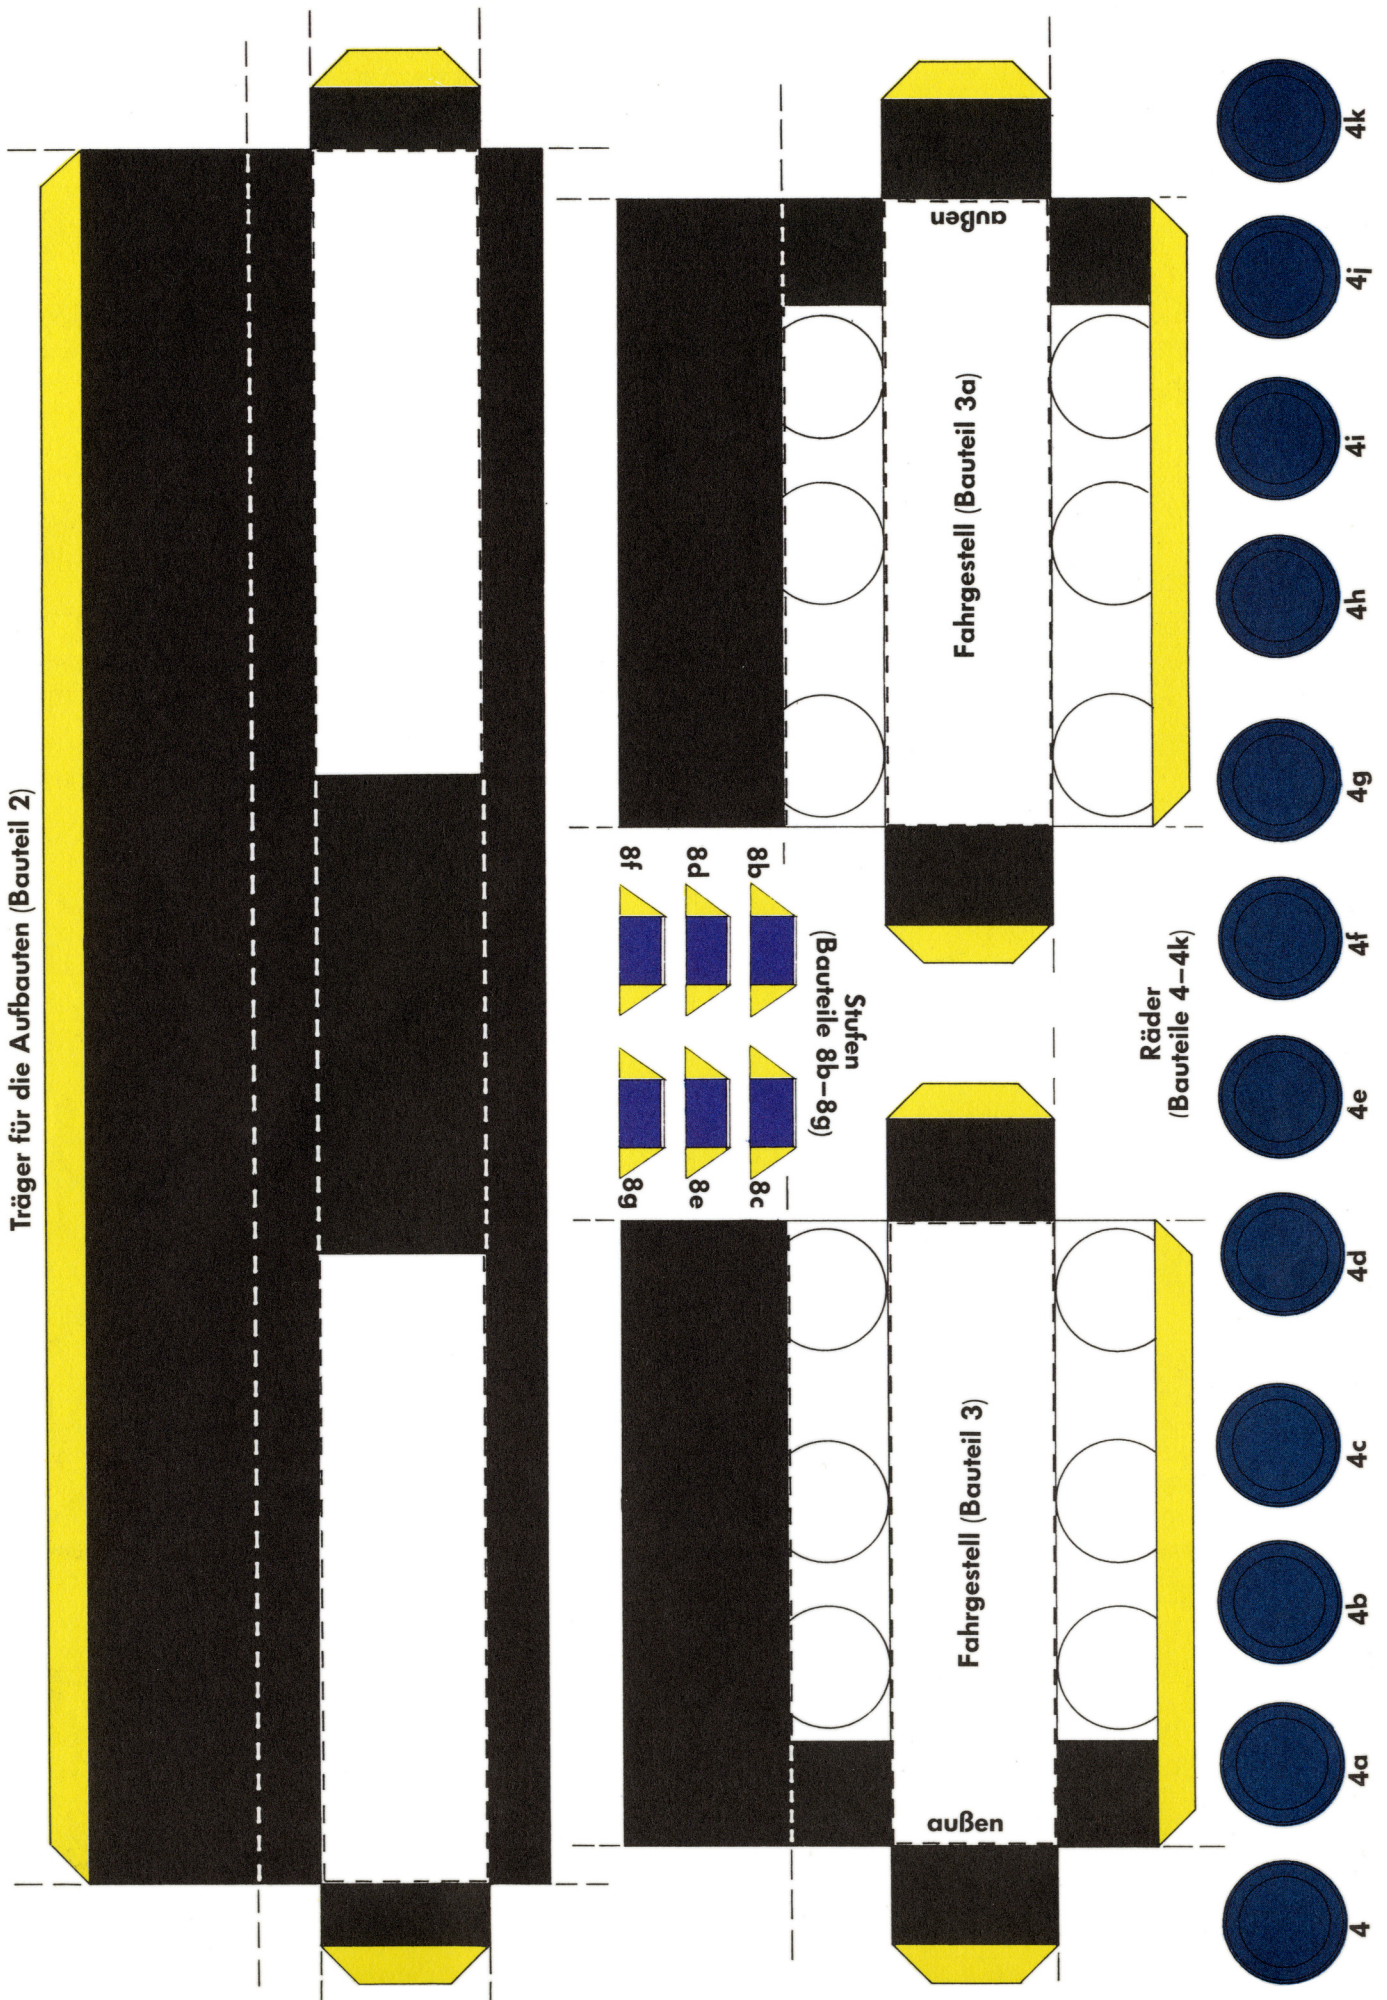 Träger für die Aufbauten (Bauteil 2)
außen
Fahrgestell (Bauteil 3a)
8f
8d
8b
8g
8e
8c
Stufen
(Bauteile 8b–8g)
Räder
(Bauteile 4–4k)
Fahrgestell (Bauteil 3)
außen
4k
4j
4i
4h
4g
4f
4e
4d
4c
4b
4a
4